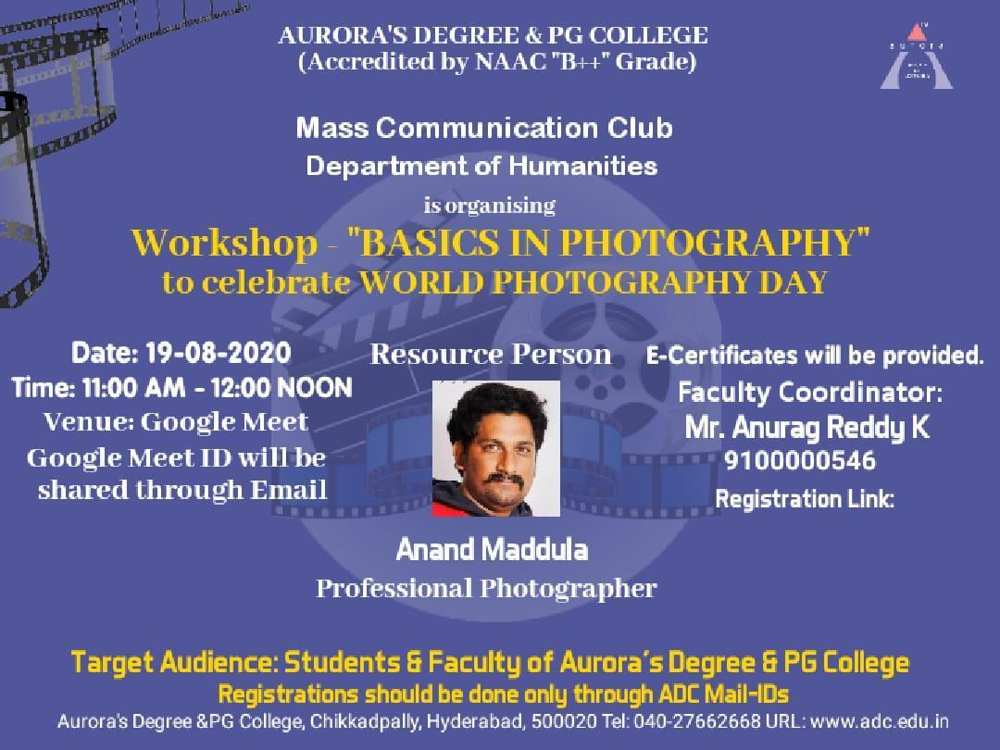 AURORA'S DEGREE & PG COLLEGE
(Accredited by NAAC "B++" Grade)
aurora
Mass Communication Club
Department of Humanities
is organising
Workshop - "BASICS IN PHOTOGRAPHY"
to celebrate WORLD PHOTOGRAPHY DAY
Date: 19-08-2020
Time: 11:00 AM - 12:00 NOON
Venue: Google Meet
Google Meet ID will be
shared through Email
Resource Person
Anand Maddula
Professional Photographer
E-Certificates will be provided.
Faculty Coordinator:
Mr. Anurag Reddy K
9100000546
Registration Link:
Target Audience: Students & Faculty of Aurora's Degree & PG College
Registrations should be done only through ADC Mail-IDs
Aurora's Degree &PG College, Chikkadpally, Hyderabad, 500020 Tel: 040-27662668 URL: www.adc.edu.in